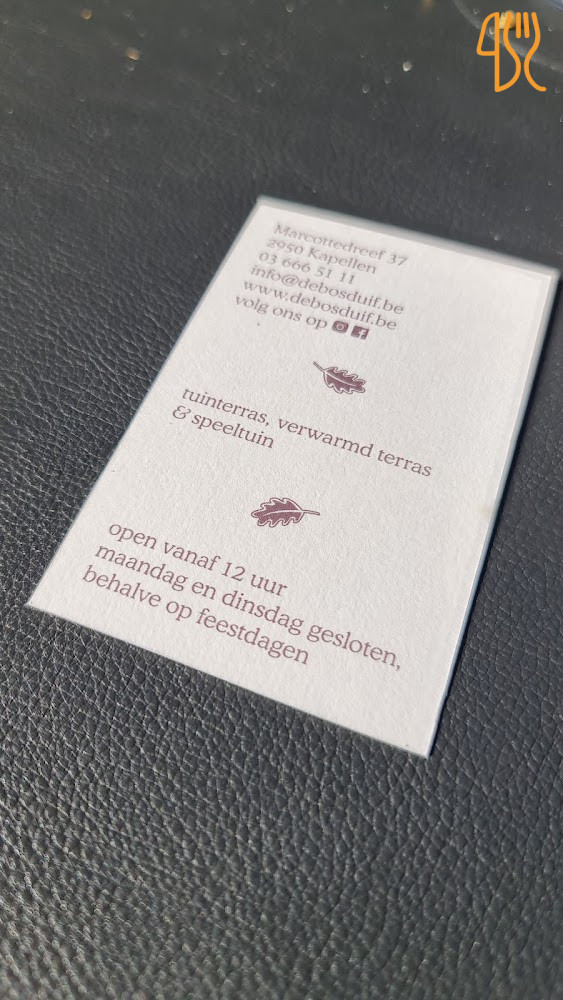 Marcottedreef 37
2950 Kapellen
03 666 51 11
info@debosduif.be
www.debosduif.be
volg ons op
tuinterras, verwarmd terras
& speeltuin
open vanaf 12 uur
maandag en dinsdag gesloten,
behalve op feestdagen